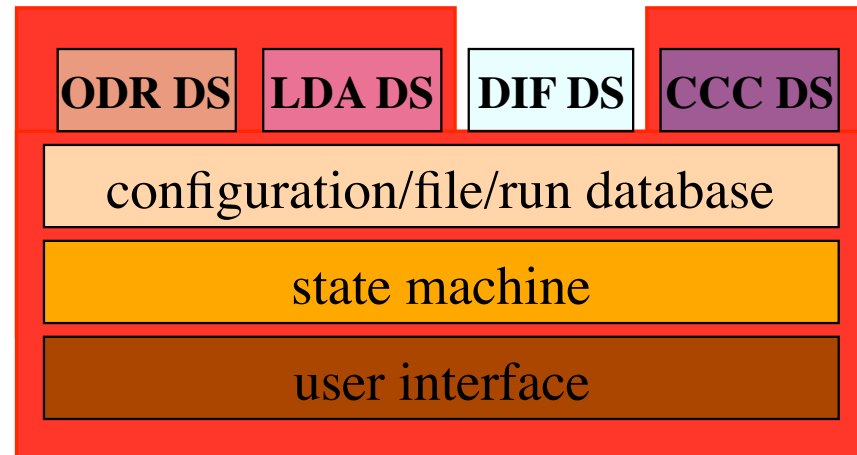 ODR DS LDA DS DIF DS CCC DS
configuration/file/run database
state machine
user interface